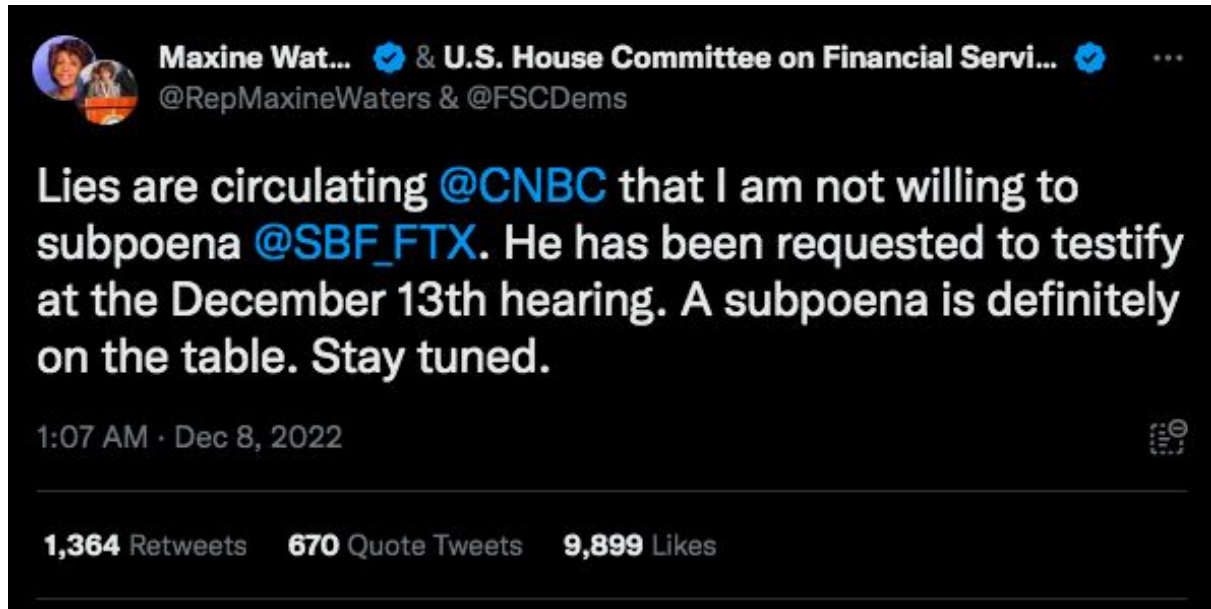 Maxine Wat... & U.S. House Committee on Financial Servi...
@RepMaxineWaters & @FSCDems
Lies are circulating @CNBC that I am not willing to
subpoena @SBF_FTX. He has been requested to testify
at the December 13th hearing. A subpoena is definitely
on the table. Stay tuned.
1:07 AM · Dec 8, 2022
1,364 Retweets 670 Quote Tweets 9,899 Likes